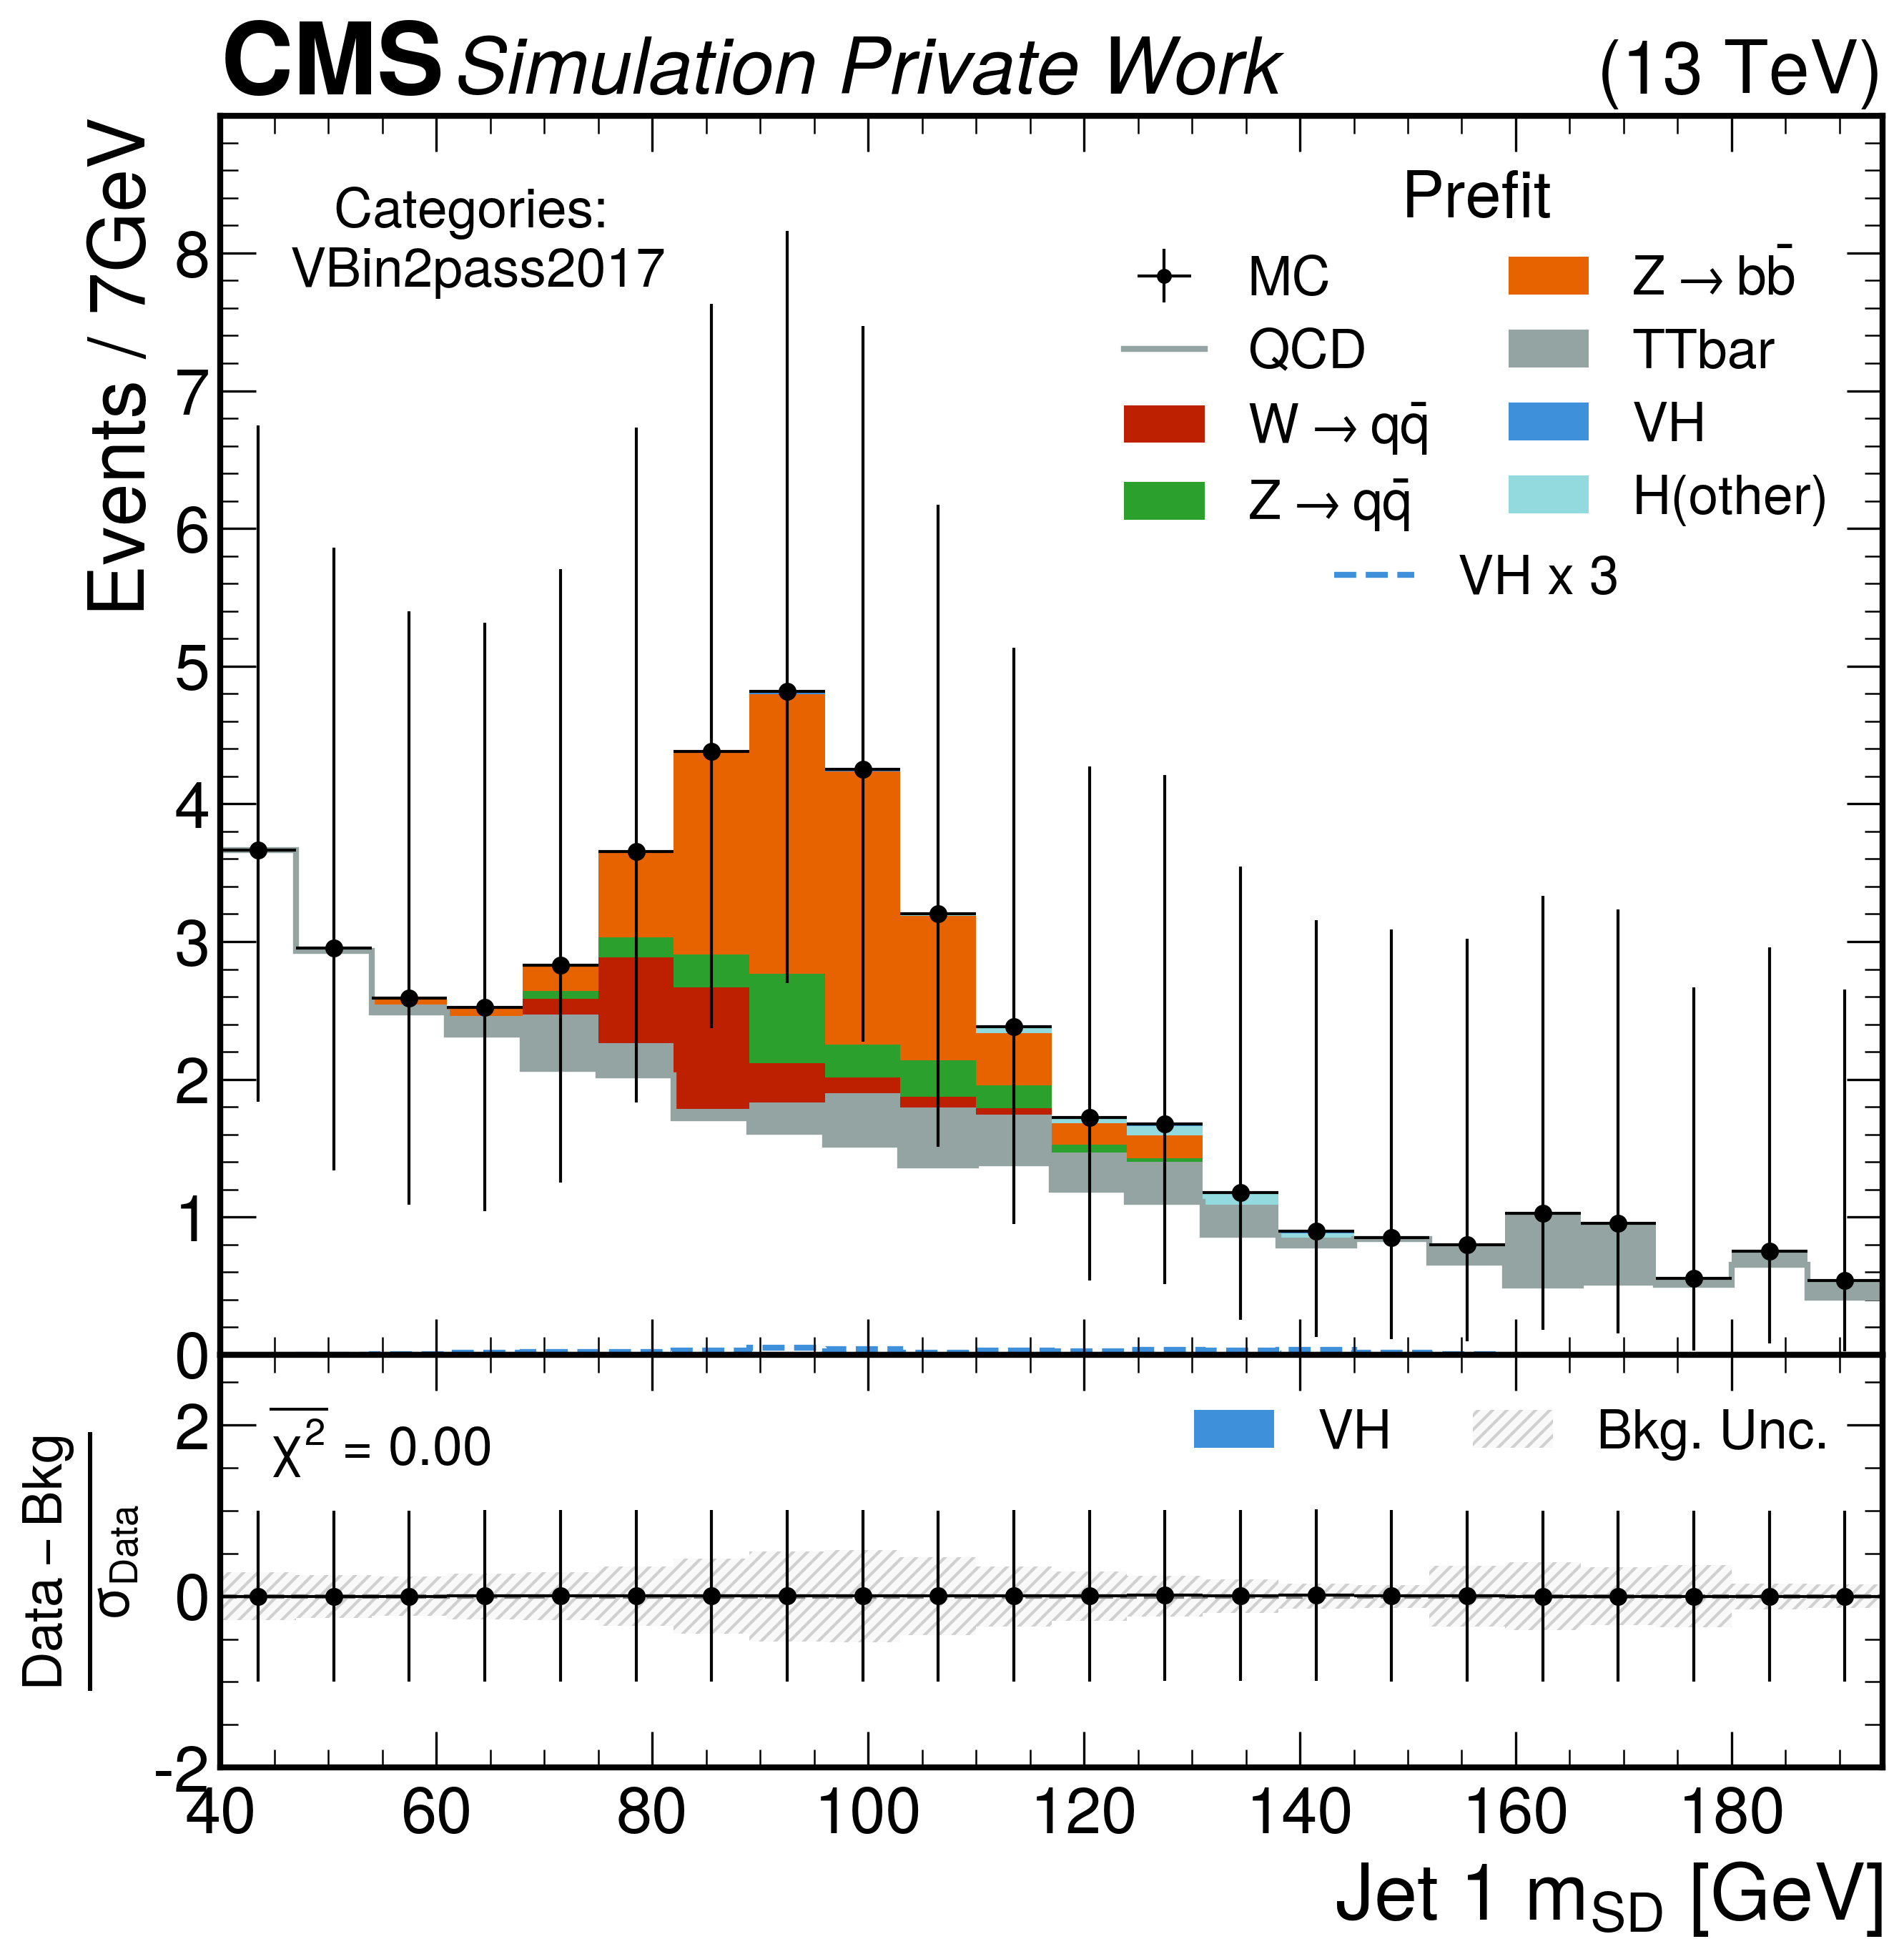 CMS Simulation Private Work (13 TeV)
Events / 7GeV
Categories:
VBin2pass2017
Prefit
MC
QCD
W → qq̄
Z → qq̄
Z → bb̄
TTbar
VH
H(other)
VH x 3
8
7
6
5
4
3
2
1
0
Data − Bkg
σData
χ² = 0.00
VH
Bkg. Unc.
2
0
-2
40 60 80 100 120 140 160 180
Jet 1 mSD [GeV]